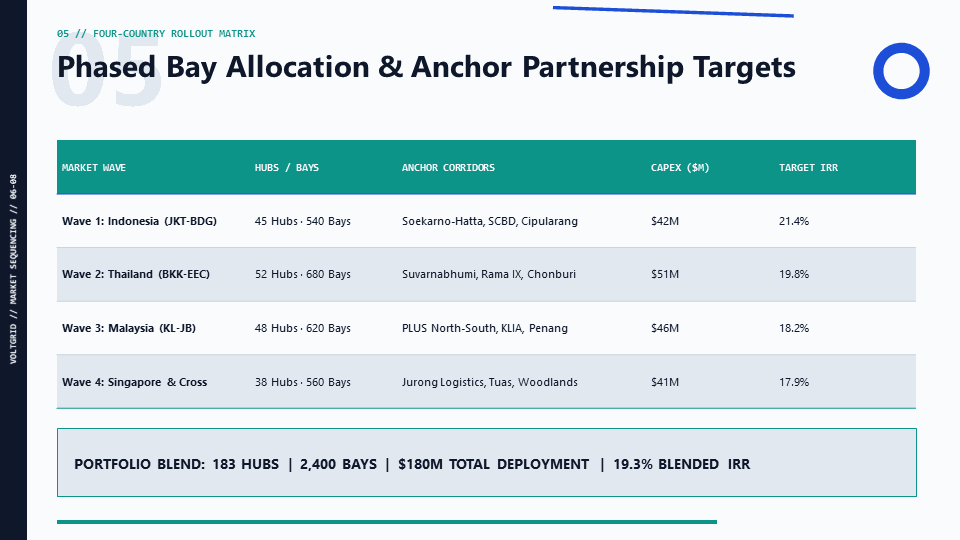 05 // FOUR-COUNTRY ROLLOUT MATRIX
05
Phased Bay Allocation & Anchor Partnership Targets
MARKET WAVE HUBS / BAYS ANCHOR CORRIDORS CAPEX ($M) TARGET IRR
Wave 1: Indonesia (JKT-BDG) 45 Hubs · 540 Bays Soekarno-Hatta, SCBD, Cipularang $42M 21.4%
Wave 2: Thailand (BKK-EEC) 52 Hubs · 680 Bays Suvarnabhumi, Rama IX, Chonburi $51M 19.8%
Wave 3: Malaysia (KL-JB) 48 Hubs · 620 Bays PLUS North-South, KLIA, Penang $46M 18.2%
Wave 4: Singapore & Cross 38 Hubs · 560 Bays Jurong Logistics, Tuas, Woodlands $41M 17.9%
PORTFOLIO BLEND: 183 HUBS | 2,400 BAYS | $180M TOTAL DEPLOYMENT | 19.3% BLENDED IRR
VOLTGRID // MARKET SEQUENCING // 06-08